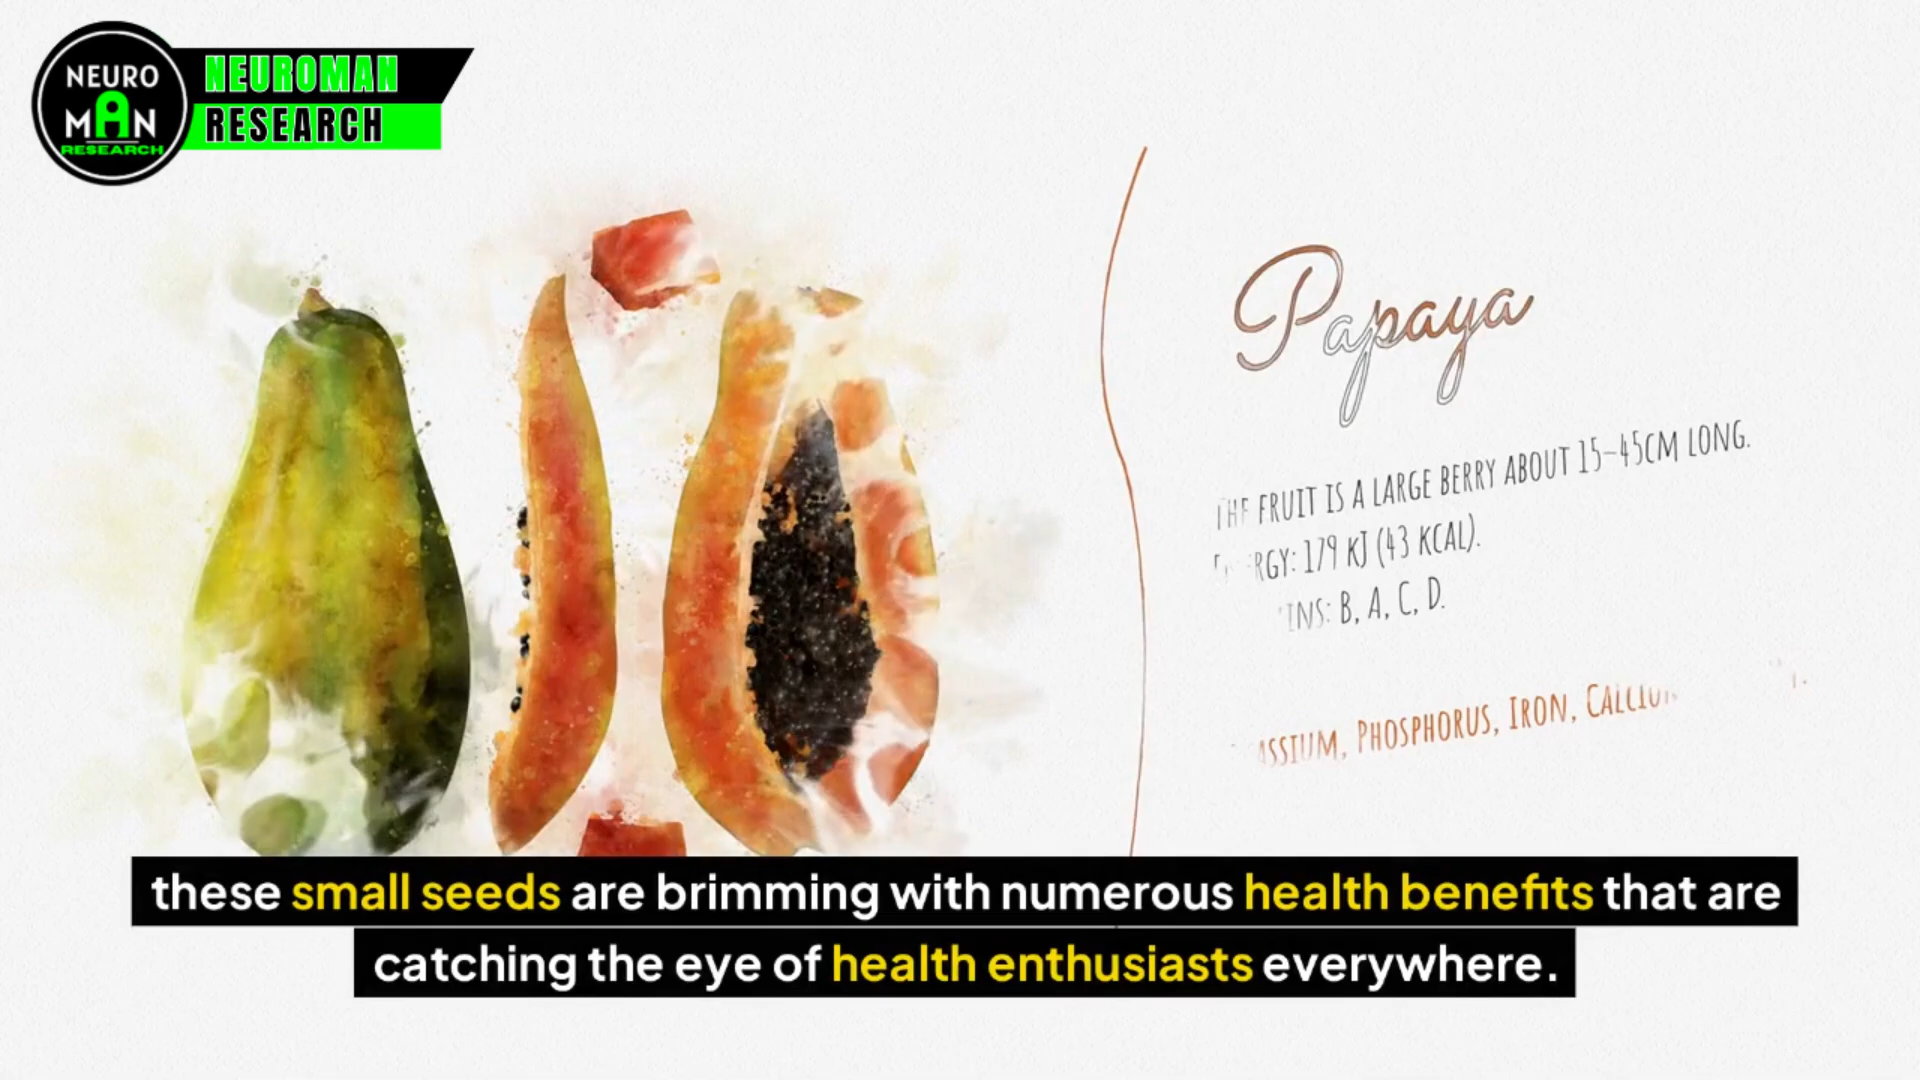 NEURO
MAN
RESEARCH
NEUROMAN
RESEARCH
Papaya
THE FRUIT IS A LARGE BERRY ABOUT 15–45CM LONG.
179 KJ (43 KCAL).
B, A, C, D.
PHOSPHORUS, IRON,
these small seeds are brimming with numerous health benefits that are
catching the eye of health enthusiasts everywhere.